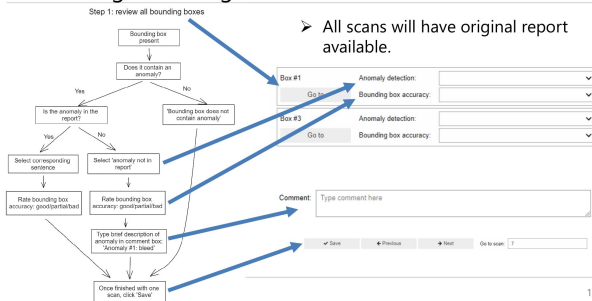 Step 1: review all bounding boxes
➢ All scans will have original report
available.
Bounding box
present
Does it contain an
anomaly?
Yes
No
Is the anomaly in the
report?
'Bounding box does not
contain anomaly'
Yes
No
Select corresponding
sentence
Select 'anomaly not in
report'
Rate bounding box
accuracy: good/partial/bad
Rate bounding box
accuracy: good/partial/bad
Type brief description of
anomaly in comment box:
'Anomaly #1: bleed'
Once finished with one
scan, click 'Save'
Box #1
Anomaly detection:
Go to
Bounding box accuracy:
Box #3
Anomaly detection:
Go to
Bounding box accuracy:
Comment:
Type comment here
✔ Save
Previous
Next
Go to scan:
7
1